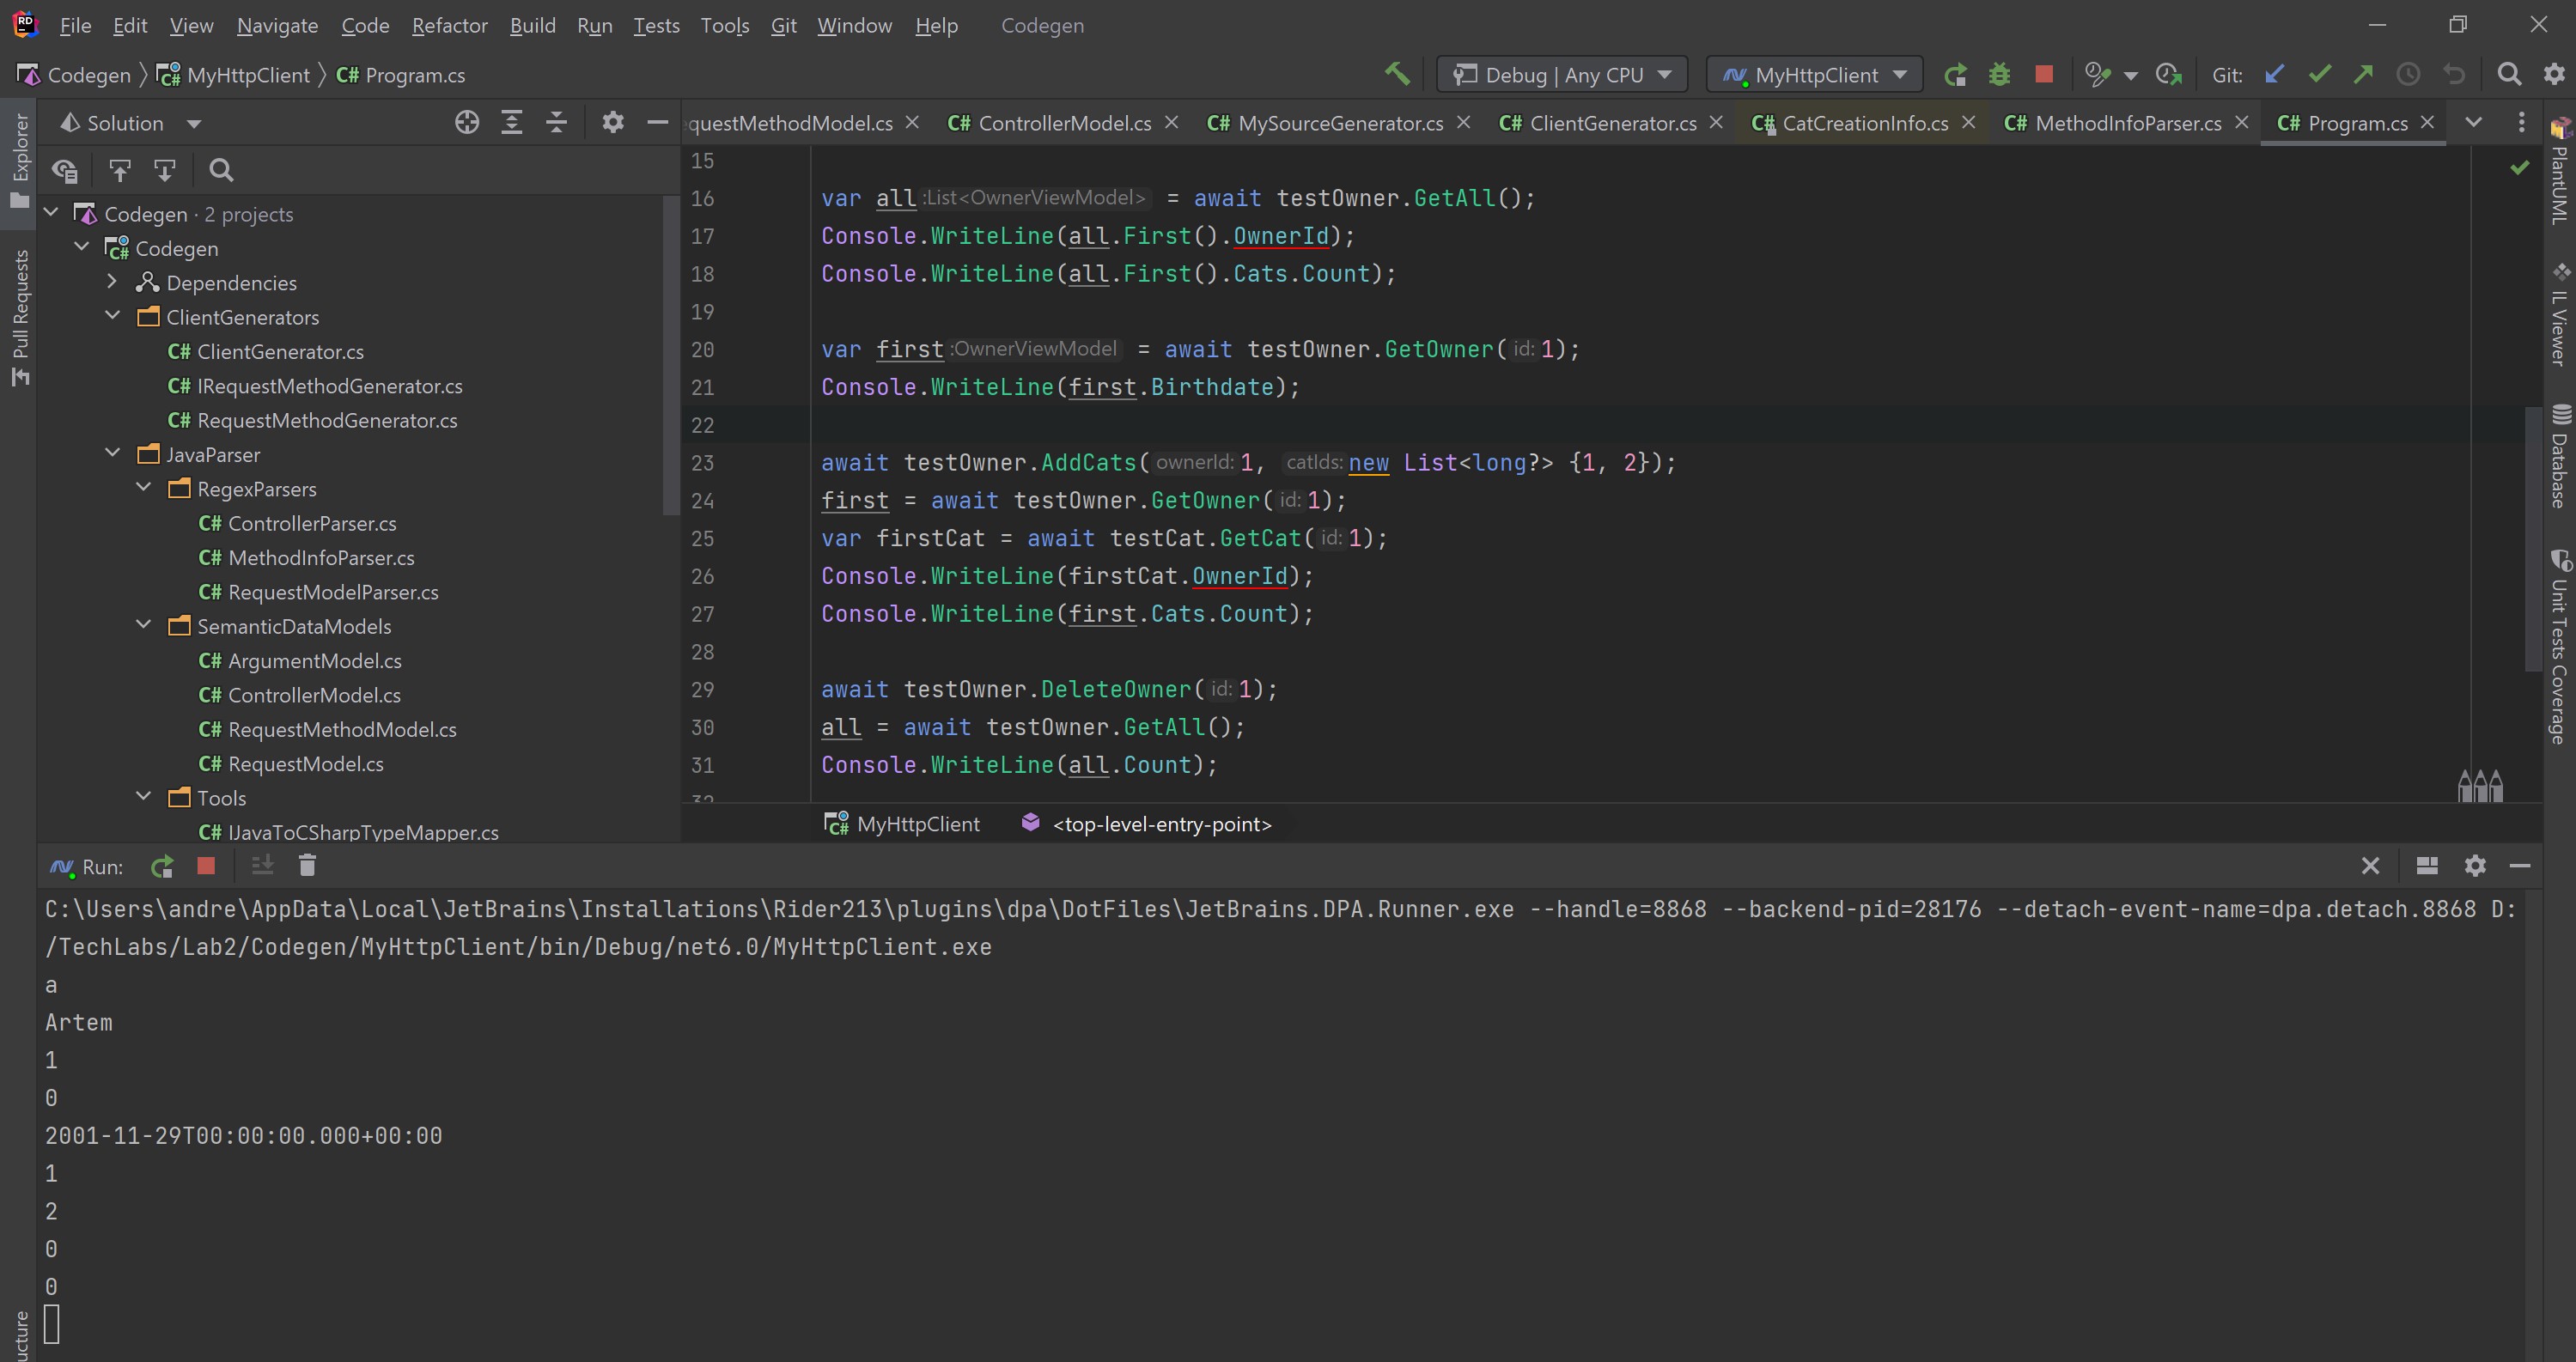 File Edit View Navigate Code Refactor Build Run Tests Tools Git Window Help Codegen
Codegen MyHttpClient C# Program.cs Debug | Any CPU MyHttpClient Git:
Solution
questMethodModel.cs C# ControllerModel.cs C# MySourceGenerator.cs C# ClientGenerator.cs C# CatCreationInfo.cs C# MethodInfoParser.cs C# Program.cs
Explorer
Pull Requests
Codegen · 2 projects
C# Codegen
Dependencies
ClientGenerators
C# ClientGenerator.cs
C# IRequestMethodGenerator.cs
C# RequestMethodGenerator.cs
JavaParser
RegexParsers
C# ControllerParser.cs
C# MethodInfoParser.cs
C# RequestModelParser.cs
SemanticDataModels
C# ArgumentModel.cs
C# ControllerModel.cs
C# RequestMethodModel.cs
C# RequestModel.cs
Tools
C# IJavaToCSharpTypeMapper.cs
15
16 var all :List<OwnerViewModel> = await testOwner.GetAll();
17 Console.WriteLine(all.First().OwnerId);
18 Console.WriteLine(all.First().Cats.Count);
19
20 var first :OwnerViewModel = await testOwner.GetOwner( id: 1);
21 Console.WriteLine(first.Birthdate);
22
23 await testOwner.AddCats( ownerId: 1, catIds: new List<long?> {1, 2});
24 first = await testOwner.GetOwner( id: 1);
25 var firstCat = await testCat.GetCat( id: 1);
26 Console.WriteLine(firstCat.OwnerId);
27 Console.WriteLine(first.Cats.Count);
28
29 await testOwner.DeleteOwner( id: 1);
30 all = await testOwner.GetAll();
31 Console.WriteLine(all.Count);
32
C# MyHttpClient <top-level-entry-point>
PlantUML
IL Viewer
Database
Unit Tests Coverage
Run:
C:\Users\andre\AppData\Local\JetBrains\Installations\Rider213\plugins\dpa\DotFiles\JetBrains.DPA.Runner.exe --handle=8868 --backend-pid=28176 --detach-event-name=dpa.detach.8868 D:
/TechLabs/Lab2/Codegen/MyHttpClient/bin/Debug/net6.0/MyHttpClient.exe
a
Artem
1
0
2001-11-29T00:00:00.000+00:00
1
2
0
0
ucture